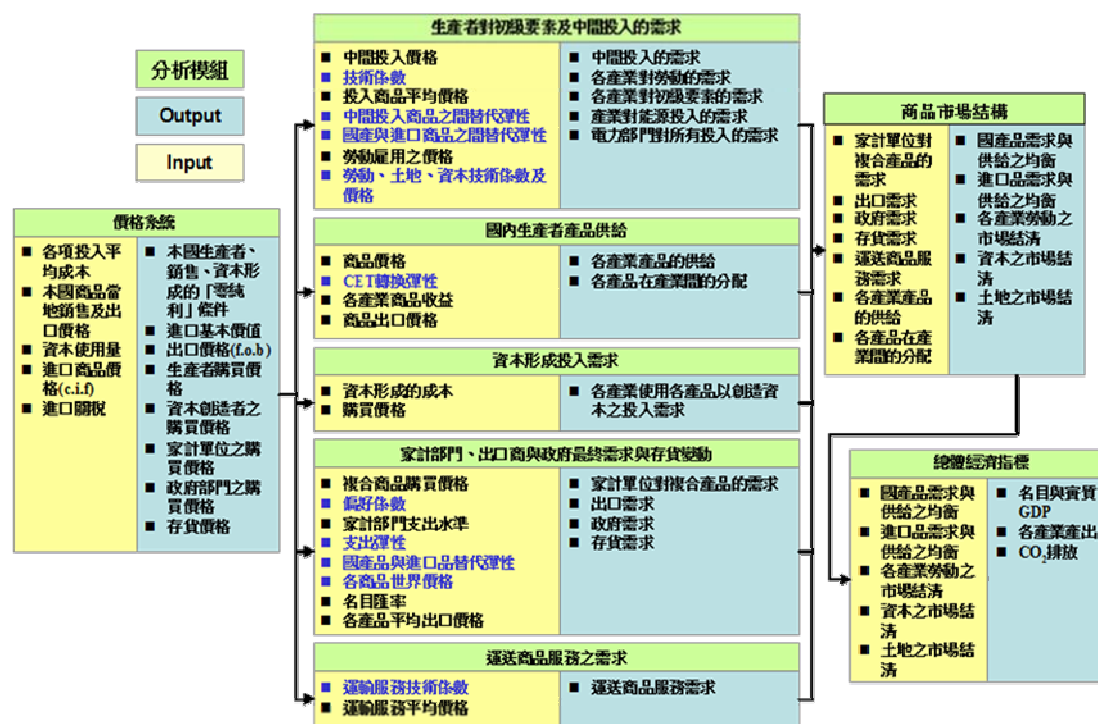 分析模組
Output
Input
價格系統
■ 各項投入平
均成本
■ 本國商品當
地銷售及出
口價格
■ 資本使用量
■ 進口商品價
格(c.i.f)
■ 進口關稅
■ 本國生產者、
銷售、資本形
成的「零純
利」條件
■ 進口基本價值
■ 出口價格(f.o.b)
■ 生產者購買價
格
■ 資本創造者之
購買價格
■ 家計單位之購
買價格
■ 政府部門之購
買價格
■ 存貨價格
生產者對初級要素及中間投入的需求
■ 中間投入價格
■ 技術係數
■ 投入商品平均價格
■ 中間投入商品之間替代彈性
■ 國產與進口商品之間替代彈性
■ 勞動雇用之價格
■ 勞動、土地、資本技術係數及
價格
■ 中間投入的需求
■ 各產業對勞動的需求
■ 各產業對初級要素的需求
■ 產業對能源投入的需求
■ 電力部門對所有投入的需求
國內生產者產品供給
■ 商品價格
■ CET轉換彈性
■ 各產業商品收益
■ 商品出口價格
■ 各產業產品的供給
■ 各產品在產業間的分配
資本形成投入需求
■ 資本形成的成本
■ 購買價格
■ 各產業使用各產品以創造資
本之投入需求
家計部門、出口商與政府最終需求與存貨變動
■ 複合商品購買價格
■ 偏好係數
■ 家計部門支出水準
■ 支出彈性
■ 國產品與進口品替代彈性
■ 各商品世界價格
■ 名目匯率
■ 各產品平均出口價格
■ 家計單位對複合產品的需求
■ 出口需求
■ 政府需求
■ 存貨需求
運送商品服務之需求
■ 運輸服務技術係數
■ 運輸服務平均價格
■ 運送商品服務需求
商品市場結構
■ 家計單位對
複合產品的
需求
■ 出口需求
■ 政府需求
■ 存貨需求
■ 運送商品服
務需求
■ 各產業產品
的供給
■ 各產品在產
業間的分配
■ 國產品需求與
供給之均衡
■ 進口品需求與
供給之均衡
■ 各產業勞動之
市場結清
■ 資本之市場結
清
■ 土地之市場結
清
總體經濟指標
■ 國產品需求與
供給之均衡
■ 進口品需求與
供給之均衡
■ 各產業勞動之
市場結清
■ 資本之市場結
清
■ 土地之市場結
清
■ 名目與實質
GDP
■ 各產業產出
■ CO₂排放